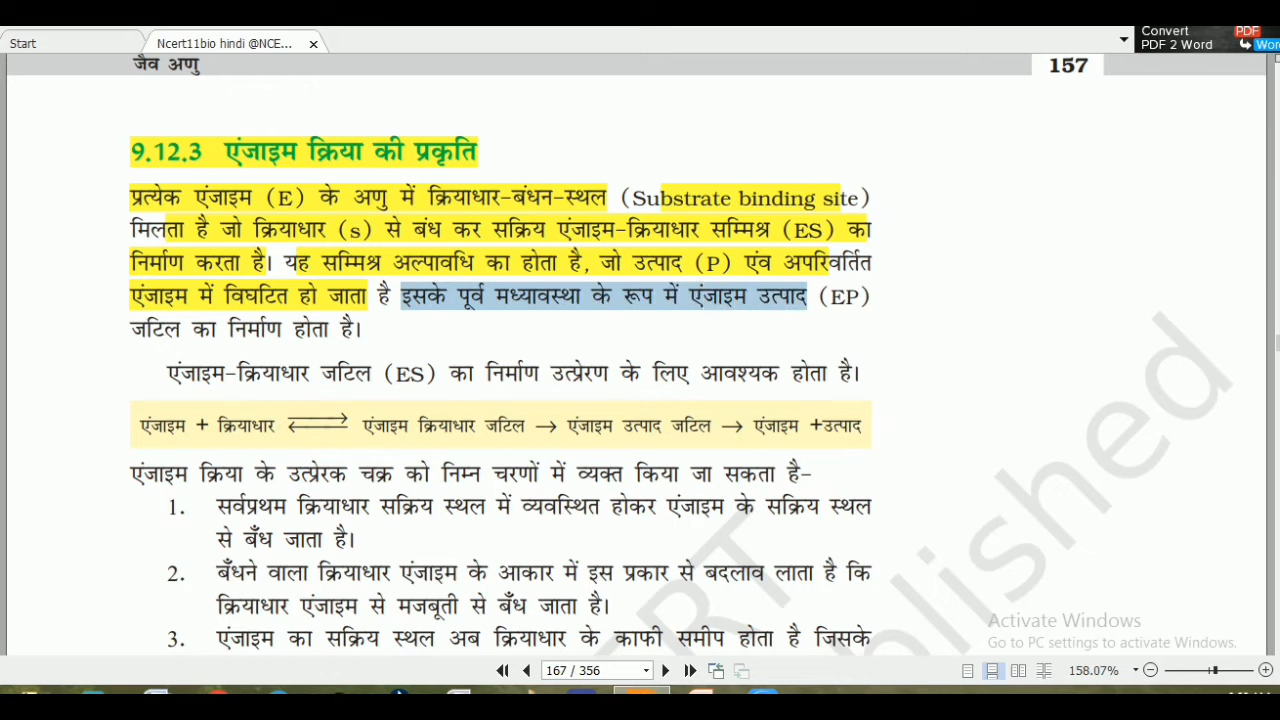 Start
Ncert11bio hindi @NCE... x
Convert
PDF 2 Word
PDF
Word
जैव अणु
157
9.12.3 एंजाइम क्रिया की प्रकृति
प्रत्येक एंजाइम (E) के अणु में क्रियाधार-बंधन-स्थल (Substrate binding site)
मिलता है जो क्रियाधार (s) से बंध कर सक्रिय एंजाइम-क्रियाधार सम्मिश्र (ES) का
निर्माण करता है। यह सम्मिश्र अल्पावधि का होता है, जो उत्पाद (P) एंव अपरिवर्तित
एंजाइम में विघटित हो जाता है इसके पूर्व मध्यावस्था के रूप में एंजाइम उत्पाद (EP)
जटिल का निर्माण होता है।
एंजाइम-क्रियाधार जटिल (ES) का निर्माण उत्प्रेरण के लिए आवश्यक होता है।
एंजाइम + क्रियाधार ⇌ एंजाइम क्रियाधार जटिल → एंजाइम उत्पाद जटिल → एंजाइम +उत्पाद
एंजाइम क्रिया के उत्प्रेरक चक्र को निम्न चरणों में व्यक्त किया जा सकता है-
1. सर्वप्रथम क्रियाधार सक्रिय स्थल में व्यवस्थित होकर एंजाइम के सक्रिय स्थल
से बँध जाता है।
2. बँधने वाला क्रियाधार एंजाइम के आकार में इस प्रकार से बदलाव लाता है कि
क्रियाधार एंजाइम से मजबूती से बँध जाता है।
3. एंजाइम का सक्रिय स्थल अब क्रियाधार के काफी समीप होता है जिसके
ERT
blished
Activate Windows
Go to PC settings to activate Windows.
167 / 356
158.07%